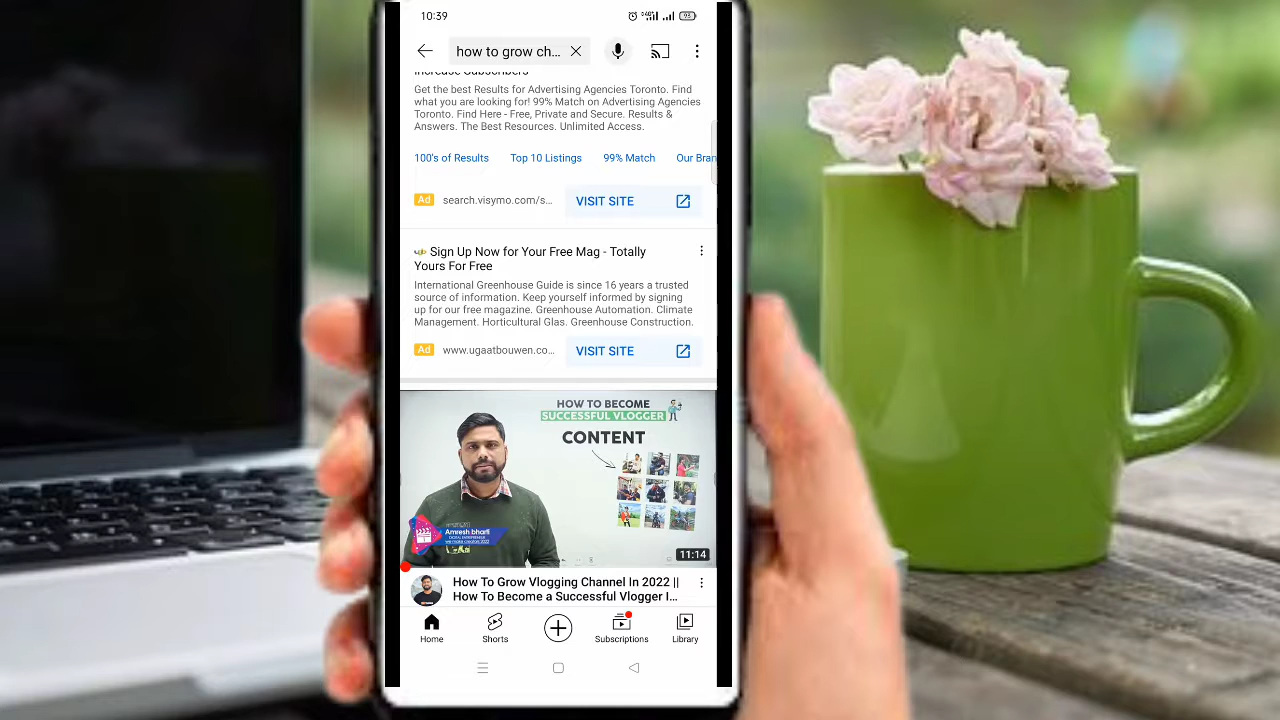 10:39
how to grow ch...
Increase Subscribers
Get the best Results for Advertising Agencies Toronto. Find
what you are looking for! 99% Match on Advertising Agencies
Toronto. Find Here - Free, Private and Secure. Results &
Answers. The Best Resources. Unlimited Access.
100's of Results Top 10 Listings 99% Match Our Bran
Ad search.visymo.com/s... VISIT SITE
Sign Up Now for Your Free Mag - Totally
Yours For Free
International Greenhouse Guide is since 16 years a trusted
source of information. Keep yourself informed by signing
up for our free magazine. Greenhouse Automation. Climate
Management. Horticultural Glas. Greenhouse Construction.
Ad www.ugaatbouwen.co... VISIT SITE
HOW TO BECOME
SUCCESSFUL VLOGGER
CONTENT
Amresh bharti
11:14
How To Grow Vlogging Channel In 2022 ||
How To Become a Successful Vlogger I...
Home Shorts Subscriptions Library